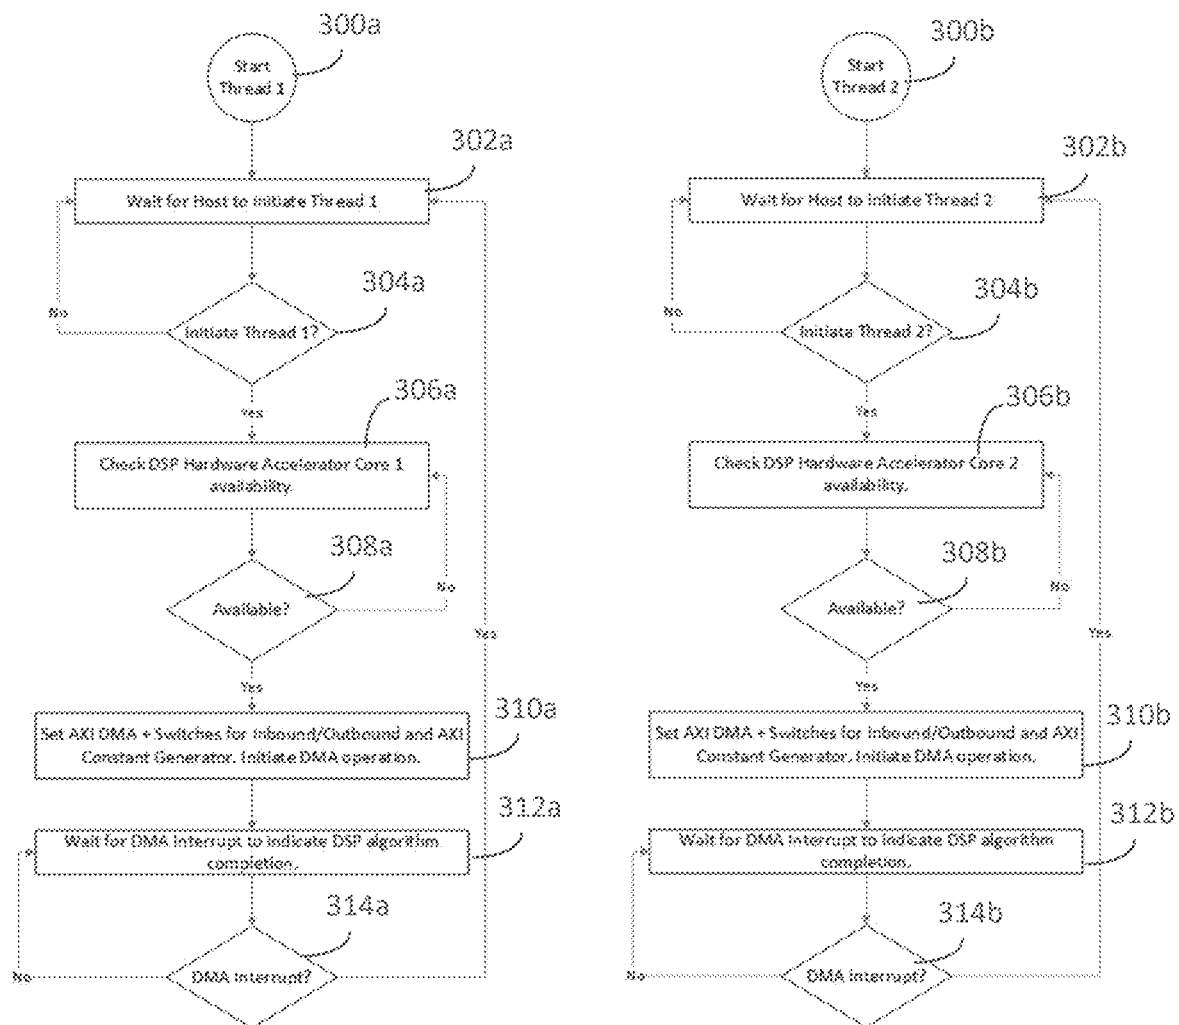 300a
Start
Thread 1
302a
Wait for Host to Initiate Thread 1
304a
No
Initiate Thread 1?
Yes
306a
Check DSP Hardware Accelerator Core 1
availability.
308a
No
Available?
Yes
Yes
310a
Set AXI DMA + Switches for Inbound/Outbound and AXI
Constant Generator. Initiate DMA operation.
312a
Wait for DMA Interrupt to indicate DSP algorithm
completion.
314a
No
DMA Interrupt?
300b
Start
Thread 2
302b
Wait for Host to Initiate Thread 2
304b
No
Initiate Thread 2?
Yes
306b
Check DSP Hardware Accelerator Core 2
availability.
308b
No
Available?
Yes
Yes
310b
Set AXI DMA + Switches for Inbound/Outbound and AXI
Constant Generator. Initiate DMA operation.
312b
Wait for DMA Interrupt to indicate DSP algorithm
completion.
314b
No
DMA Interrupt?